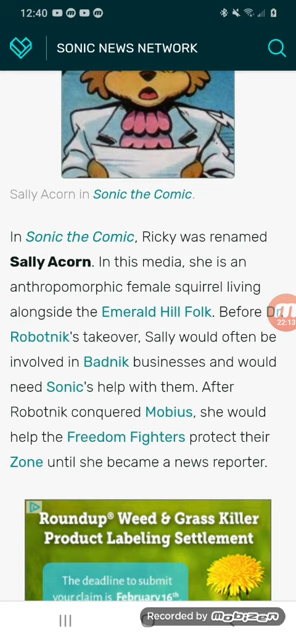 12:40
SONIC NEWS NETWORK
Sally Acorn in Sonic the Comic.
In Sonic the Comic, Ricky was renamed
Sally Acorn. In this media, she is an
anthropomorphic female squirrel living
alongside the Emerald Hill Folk. Before
22:13
Robotnik's takeover, Sally would often be
involved in Badnik businesses and would
need Sonic's help with them. After
Robotnik conquered Mobius, she would
help the Freedom Fighters protect their
Zone until she became a news reporter.
Roundup® Weed & Grass Killer
Product Labeling Settlement
The deadline to submit
your claim is February 16th
Recorded by mobizen